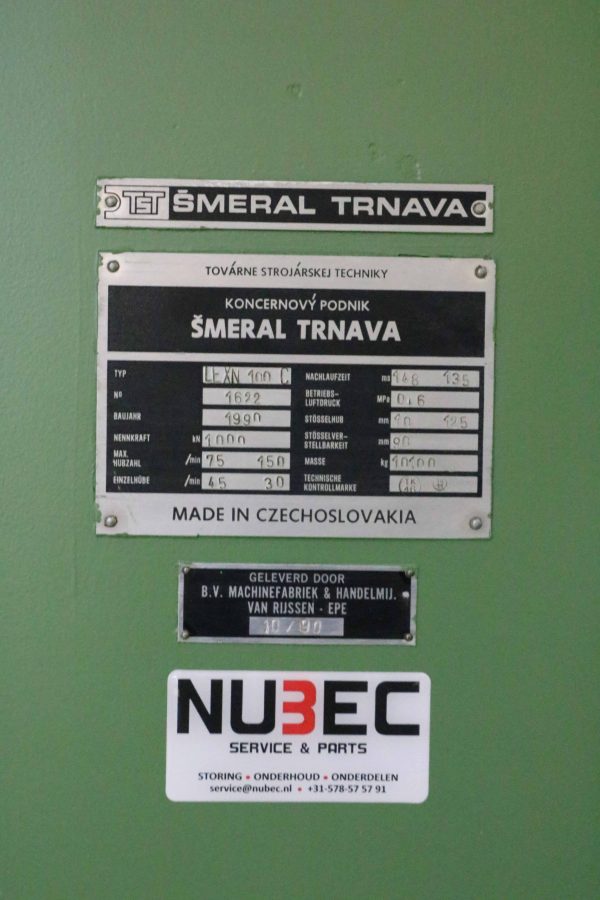 TST ŠMERAL TRNAVA
TOVÁRNE STROJÁRSKEJ TECHNIKY
KONCERNOVÝ PODNIK
ŠMERAL TRNAVA
TYP LEXN 100 C
Nº 1622
BAUJAHR 1990
NENNKRAFT kN 1000
MAX. HUBZAHL /min 75 150
EINZELHÜBE /min 45 30
NACHLAUFZEIT ms 148 135
BETRIEBS-
LUFTDRUCK MPa 0,6
STÖSSELHUB mm 10 125
STÖSSELVER-
STELLBARKEIT mm 90
MASSE kg 10100
TECHNISCHE
KONTROLLMARKE
MADE IN CZECHOSLOVAKIA
GELEVERD DOOR
B.V. MACHINEFABRIEK & HANDELMIJ.
VAN RIJSSEN - EPE
10/90
NUBEC
SERVICE & PARTS
STORING • ONDERHOUD • ONDERDELEN
service@nubec.nl • +31-578-57 57 91